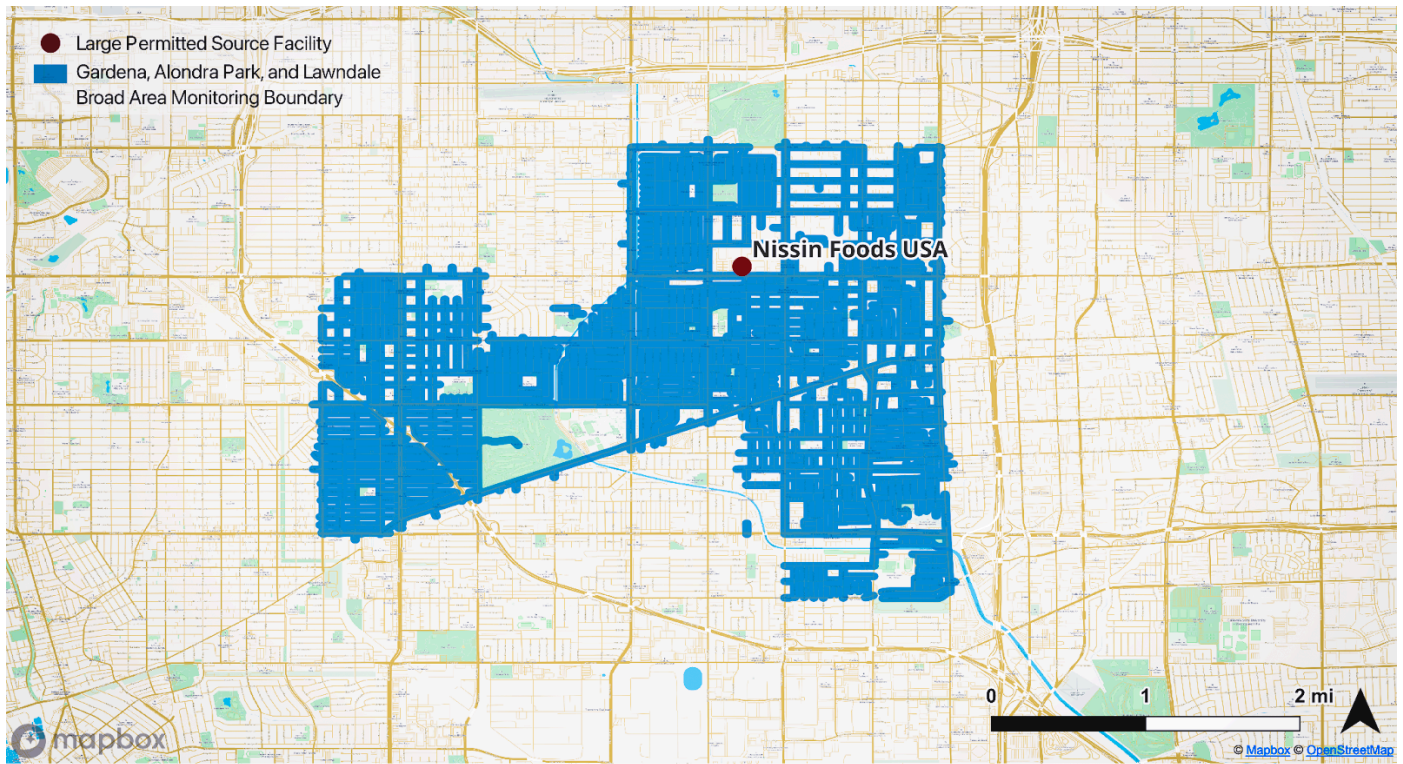 Large Permitted Source Facility
Gardena, Alondra Park, and Lawndale
Broad Area Monitoring Boundary
Nissin Foods USA
0 1 2 mi
mapbox
© Mapbox © OpenStreetMap